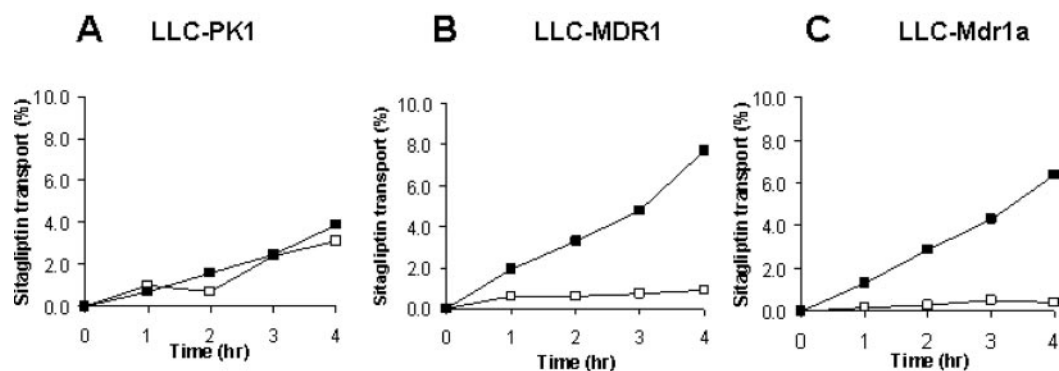 A LLC-PK1
B LLC-MDR1
C LLC-Mdr1a
Sitagliptin transport (%)
10.0
8.0
6.0
4.0
2.0
0.0
0 1 2 3 4
Time (hr)
Sitagliptin transport (%)
10.0
8.0
6.0
4.0
2.0
0.0
0 1 2 3 4
Time (hr)
Sitagliptin transport (%)
10.0
8.0
6.0
4.0
2.0
0.0
0 1 2 3 4
Time (hr)